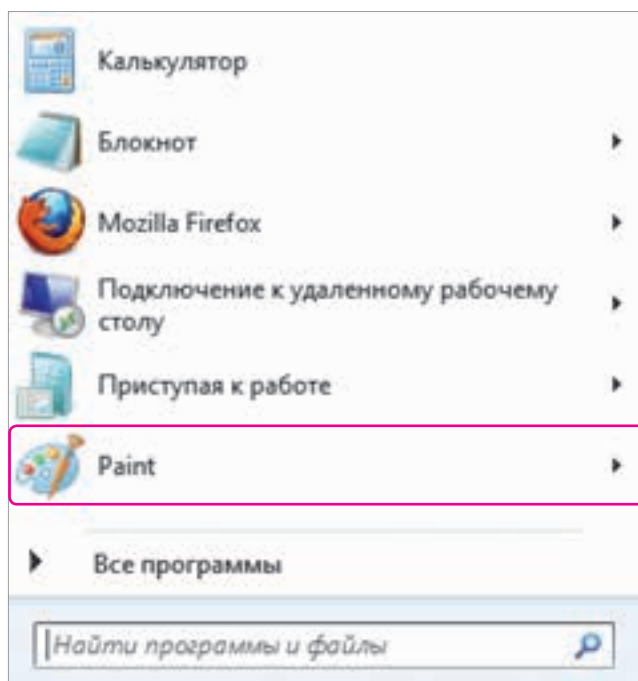 Калькулятор
Блокнот
Mozilla Firefox
Подключение к удаленному рабочему
столу
Приступая к работе
Paint
Все программы
Найти программы и файлы